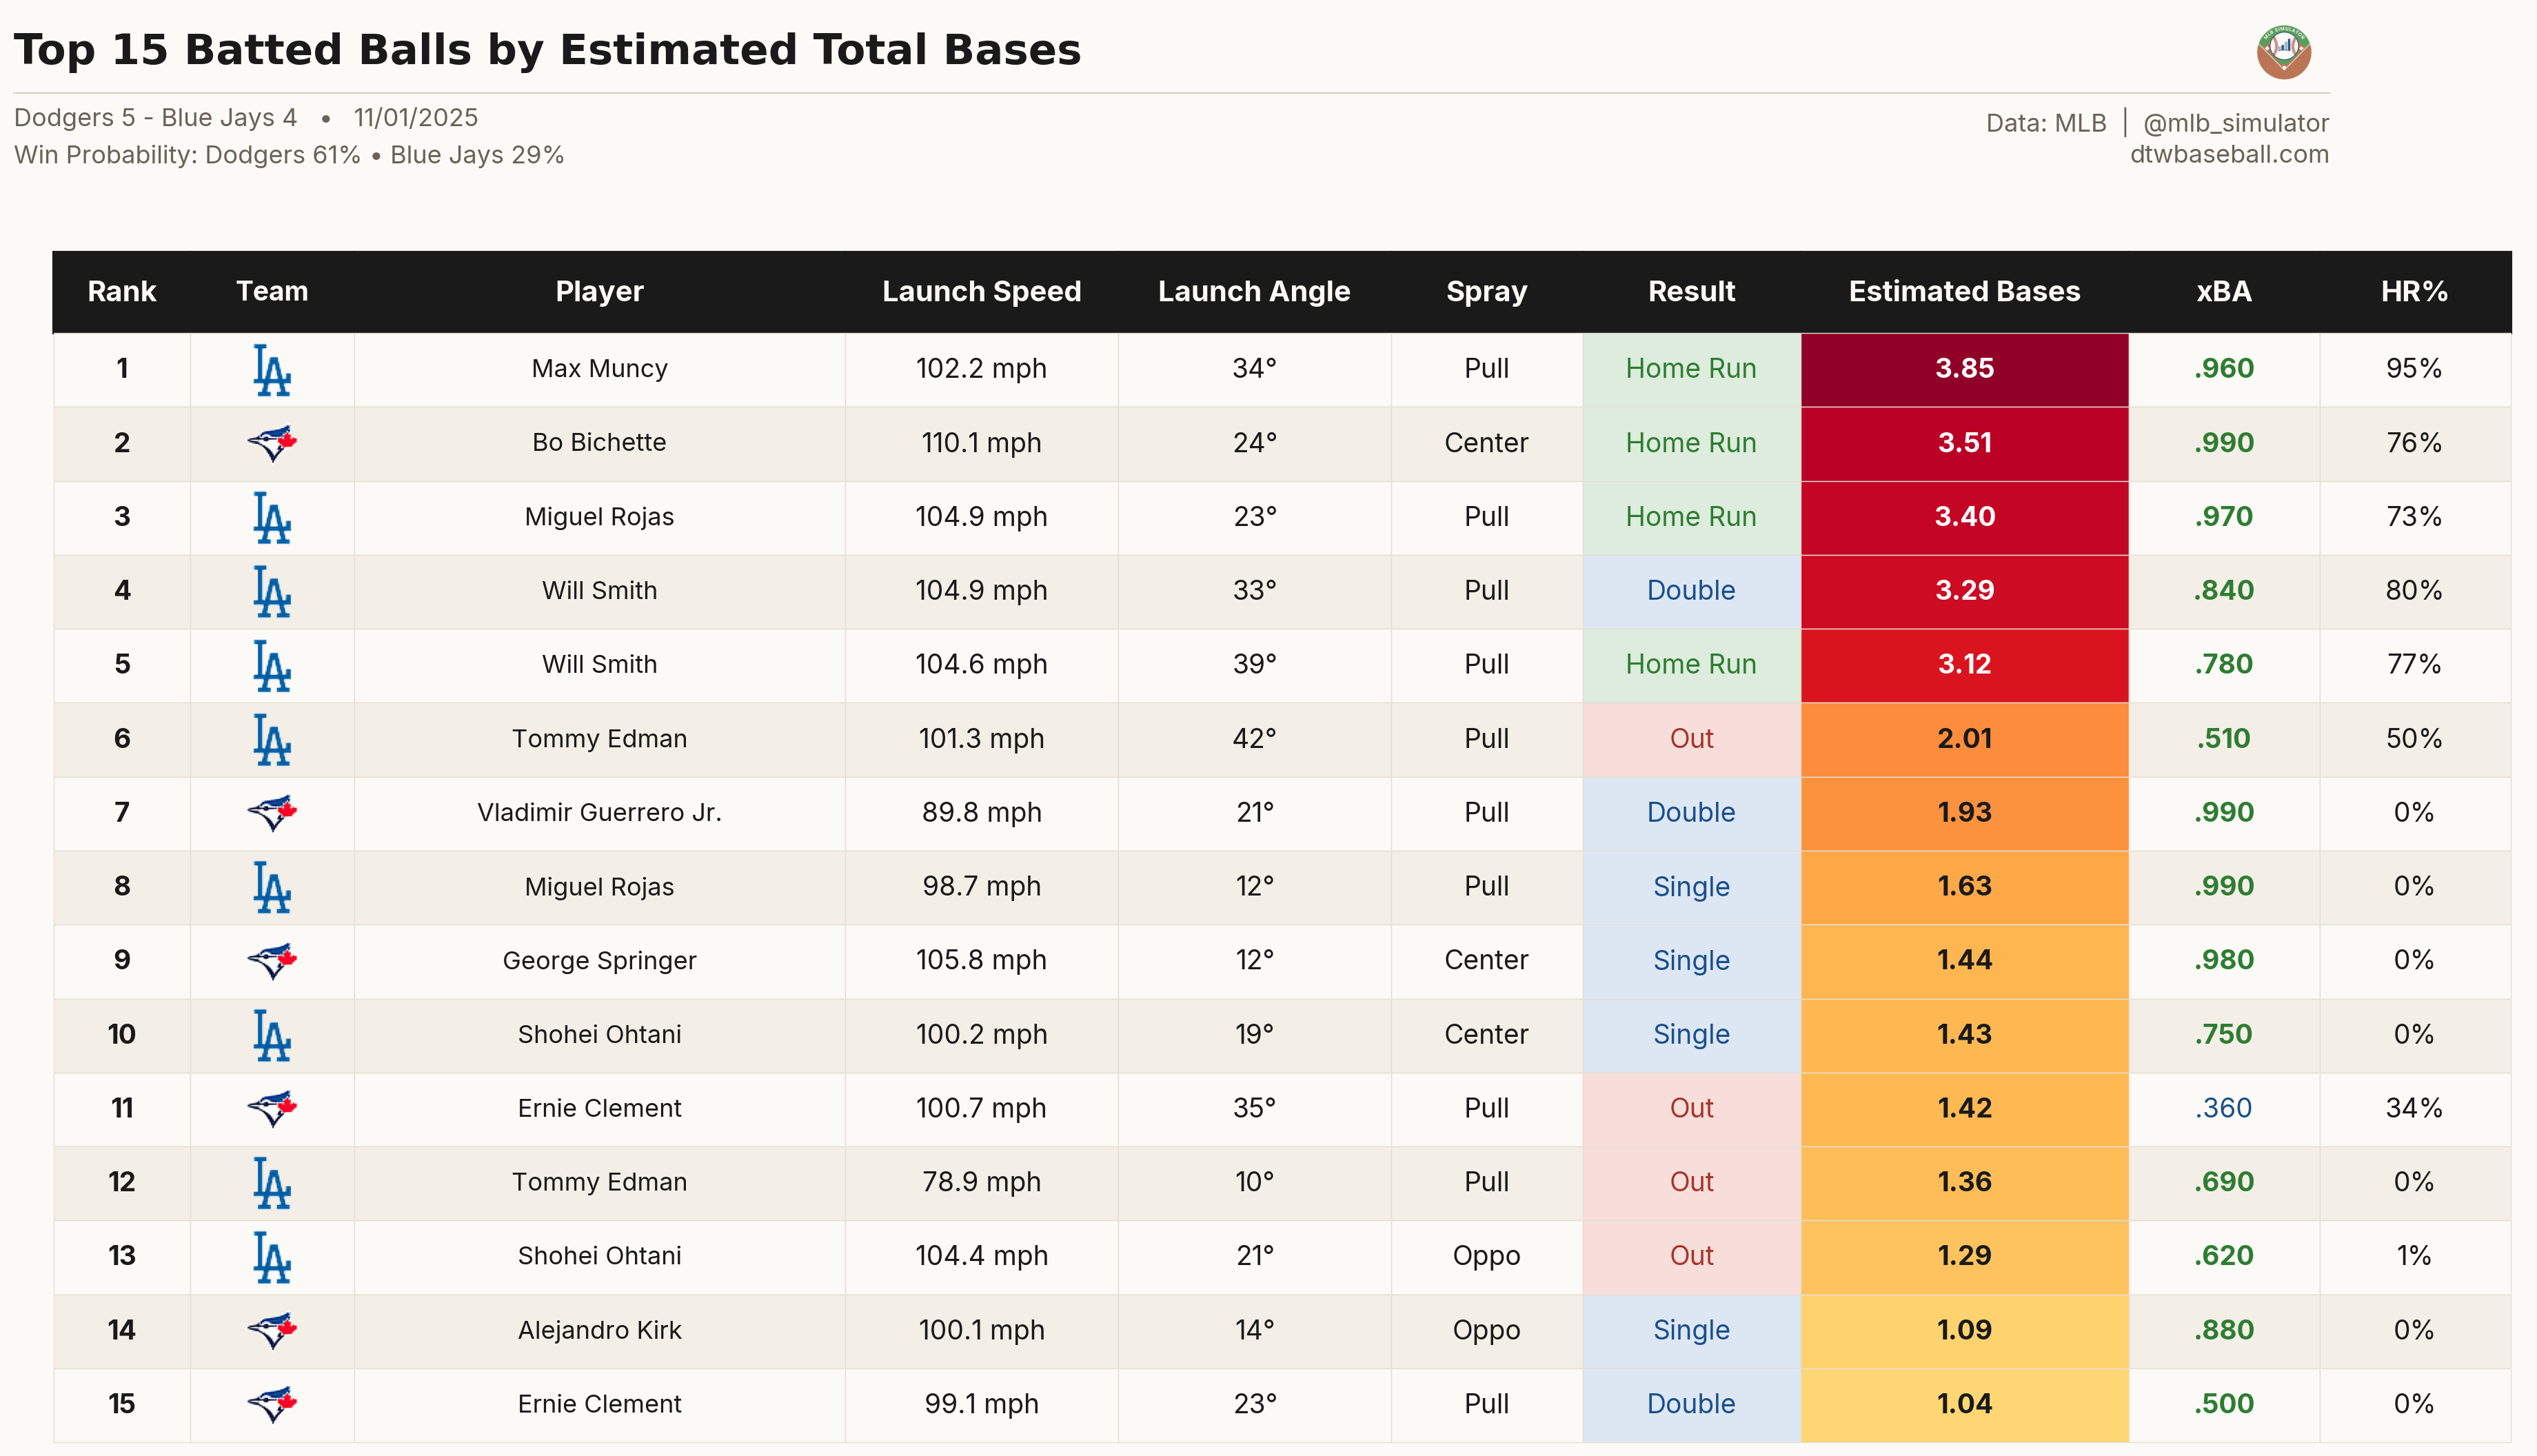 Top 15 Batted Balls by Estimated Total Bases
MLB SIMULATOR
Dodgers 5 - Blue Jays 4 • 11/01/2025
Win Probability: Dodgers 61% • Blue Jays 29%
Data: MLB | @mlb_simulator
dtwbaseball.com
Rank Team Player Launch Speed Launch Angle Spray Result Estimated Bases xBA HR%
1 LA Max Muncy 102.2 mph 34° Pull Home Run 3.85 .960 95%
2 Bo Bichette 110.1 mph 24° Center Home Run 3.51 .990 76%
3 LA Miguel Rojas 104.9 mph 23° Pull Home Run 3.40 .970 73%
4 LA Will Smith 104.9 mph 33° Pull Double 3.29 .840 80%
5 LA Will Smith 104.6 mph 39° Pull Home Run 3.12 .780 77%
6 LA Tommy Edman 101.3 mph 42° Pull Out 2.01 .510 50%
7 Vladimir Guerrero Jr. 89.8 mph 21° Pull Double 1.93 .990 0%
8 LA Miguel Rojas 98.7 mph 12° Pull Single 1.63 .990 0%
9 George Springer 105.8 mph 12° Center Single 1.44 .980 0%
10 LA Shohei Ohtani 100.2 mph 19° Center Single 1.43 .750 0%
11 Ernie Clement 100.7 mph 35° Pull Out 1.42 .360 34%
12 LA Tommy Edman 78.9 mph 10° Pull Out 1.36 .690 0%
13 LA Shohei Ohtani 104.4 mph 21° Oppo Out 1.29 .620 1%
14 Alejandro Kirk 100.1 mph 14° Oppo Single 1.09 .880 0%
15 Ernie Clement 99.1 mph 23° Pull Double 1.04 .500 0%